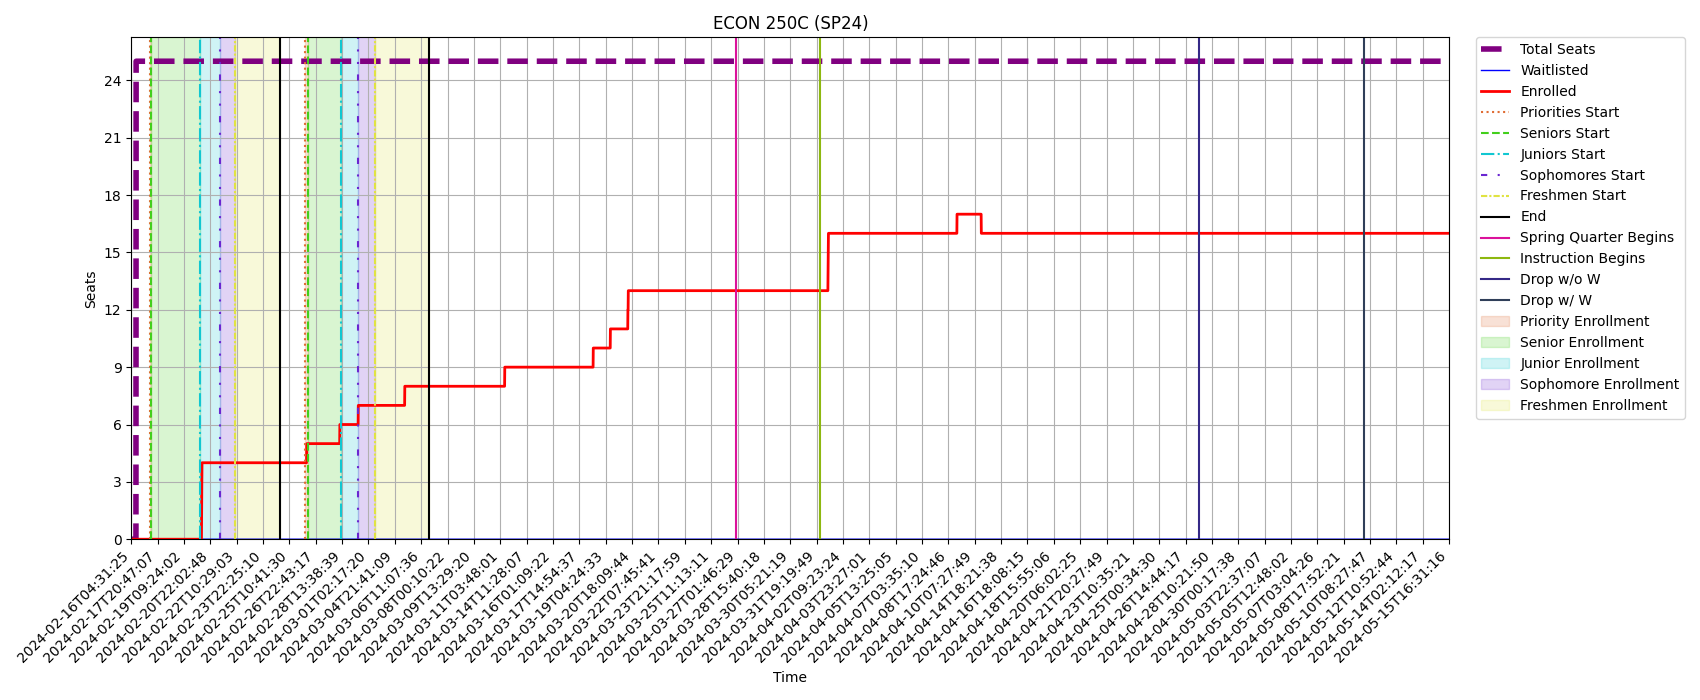 ECON 250C (SP24)
Seats
24
21
18
15
12
9
6
3
0
2024-02-16T04:31:25
2024-02-17T20:47:07
2024-02-19T09:24:02
2024-02-20T22:02:48
2024-02-22T10:29:03
2024-02-23T22:25:10
2024-02-25T10:41:30
2024-02-26T22:43:17
2024-02-28T13:38:39
2024-03-01T02:17:20
2024-03-04T21:41:09
2024-03-06T11:07:36
2024-03-08T00:10:22
2024-03-09T13:29:20
2024-03-11T03:48:01
2024-03-14T11:28:07
2024-03-16T01:09:22
2024-03-17T14:54:37
2024-03-19T04:24:33
2024-03-20T18:09:44
2024-03-22T07:45:41
2024-03-23T21:17:59
2024-03-25T11:13:11
2024-03-27T01:46:29
2024-03-28T15:40:18
2024-03-30T05:21:19
2024-03-31T19:19:49
2024-04-02T09:23:24
2024-04-03T23:27:01
2024-04-05T13:25:05
2024-04-07T03:35:10
2024-04-08T17:24:46
2024-04-10T07:27:49
2024-04-14T18:21:38
2024-04-16T18:08:15
2024-04-18T15:55:06
2024-04-20T06:02:25
2024-04-21T20:27:49
2024-04-23T10:35:21
2024-04-25T00:34:30
2024-04-26T14:44:17
2024-04-28T10:21:50
2024-04-30T00:17:38
2024-05-03T22:37:07
2024-05-05T12:48:02
2024-05-07T03:04:26
2024-05-08T17:52:21
2024-05-10T08:27:47
2024-05-12T10:52:44
2024-05-14T02:12:17
2024-05-15T16:31:16
Time
Total Seats
Waitlisted
Enrolled
Priorities Start
Seniors Start
Juniors Start
Sophomores Start
Freshmen Start
End
Spring Quarter Begins
Instruction Begins
Drop w/o W
Drop w/ W
Priority Enrollment
Senior Enrollment
Junior Enrollment
Sophomore Enrollment
Freshmen Enrollment